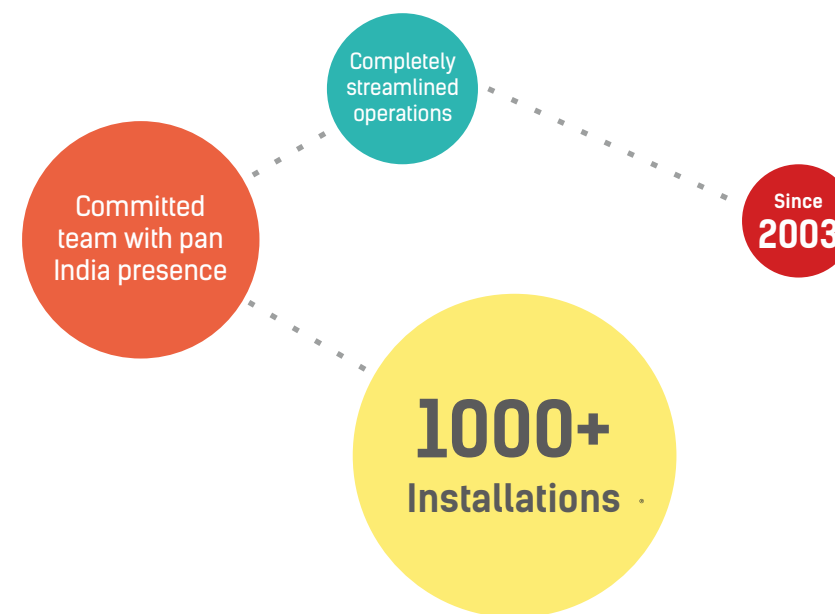 Completely
streamlined
operations
Committed
team with pan
India presence
Since
2003
1000+
Installations